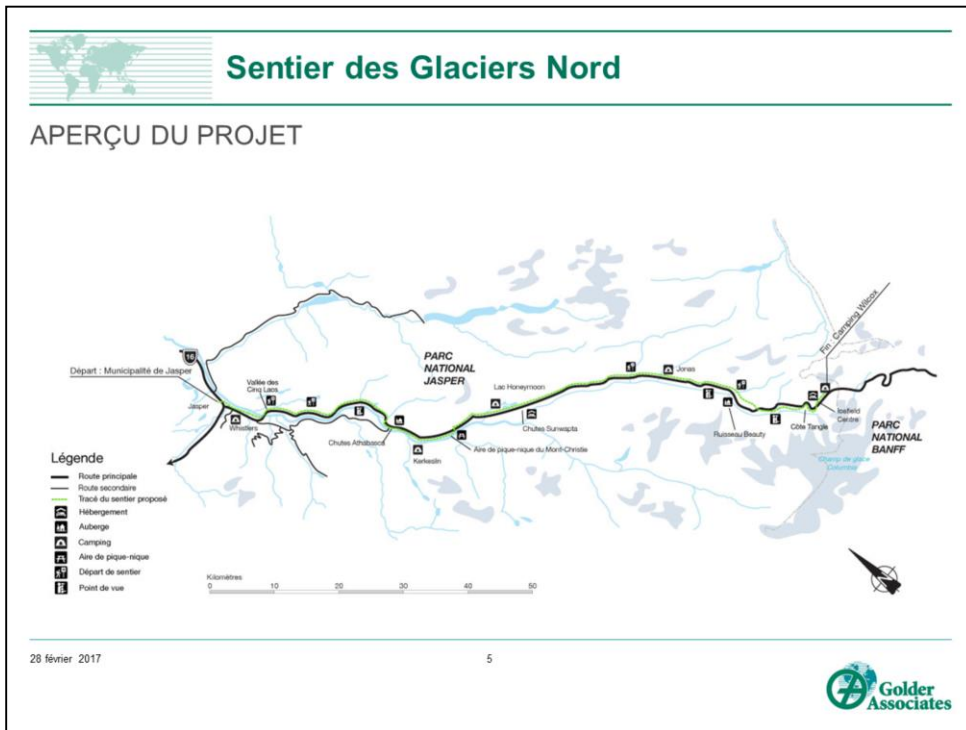 Sentier des Glaciers Nord
APERÇU DU PROJET
16
Départ : Municipalité de Jasper
Jasper
Whistlers
Vallée des
Cinq Lacs
Chutes Athabasca
Kerkeslin
PARC
NATIONAL
JASPER
Lac Honeymoon
Chutes Sunwapta
Aire de pique-nique du Mont-Christie
Jonas
Ruisseau Beauty
Côte Tangle
Icefield
Centre
Fin : Camping Wilcox
PARC
NATIONAL
BANFF
Champ de glace
Columbia
Légende
Route principale
Route secondaire
Tracé du sentier proposé
Hébergement
Auberge
Camping
Aire de pique-nique
Départ de sentier
Point de vue
Kilomètres
0 10 20 30 40 50
28 février 2017
5
Golder
Associates